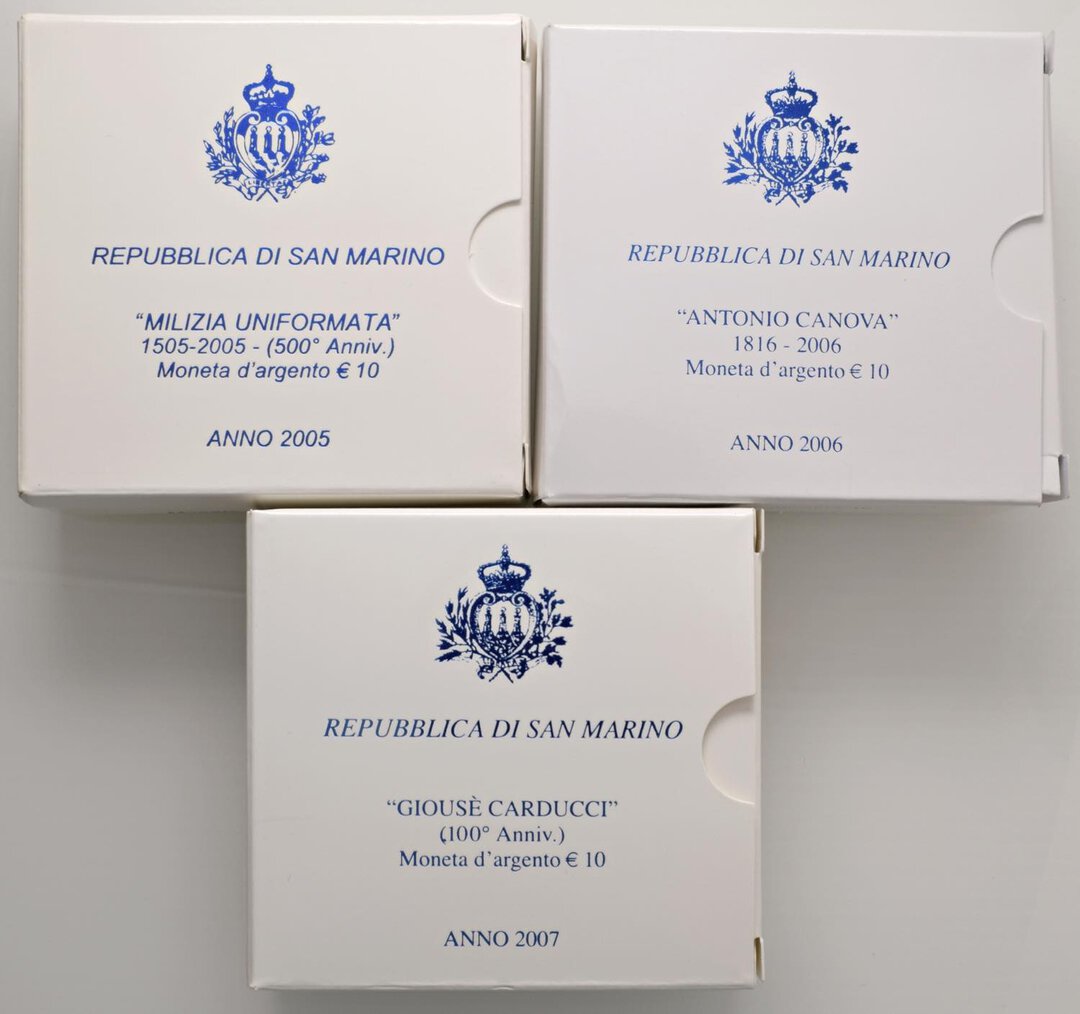 REPUBBLICA DI SAN MARINO
“MILIZIA UNIFORMATA”
1505-2005 - (500° Anniv.)
Moneta d’argento € 10
ANNO 2005
REPUBBLICA DI SAN MARINO
“ANTONIO CANOVA”
1816 - 2006
Moneta d’argento € 10
ANNO 2006
REPUBBLICA DI SAN MARINO
“GIOUSÈ CARDUCCI”
(100° Anniv.)
Moneta d’argento € 10
ANNO 2007